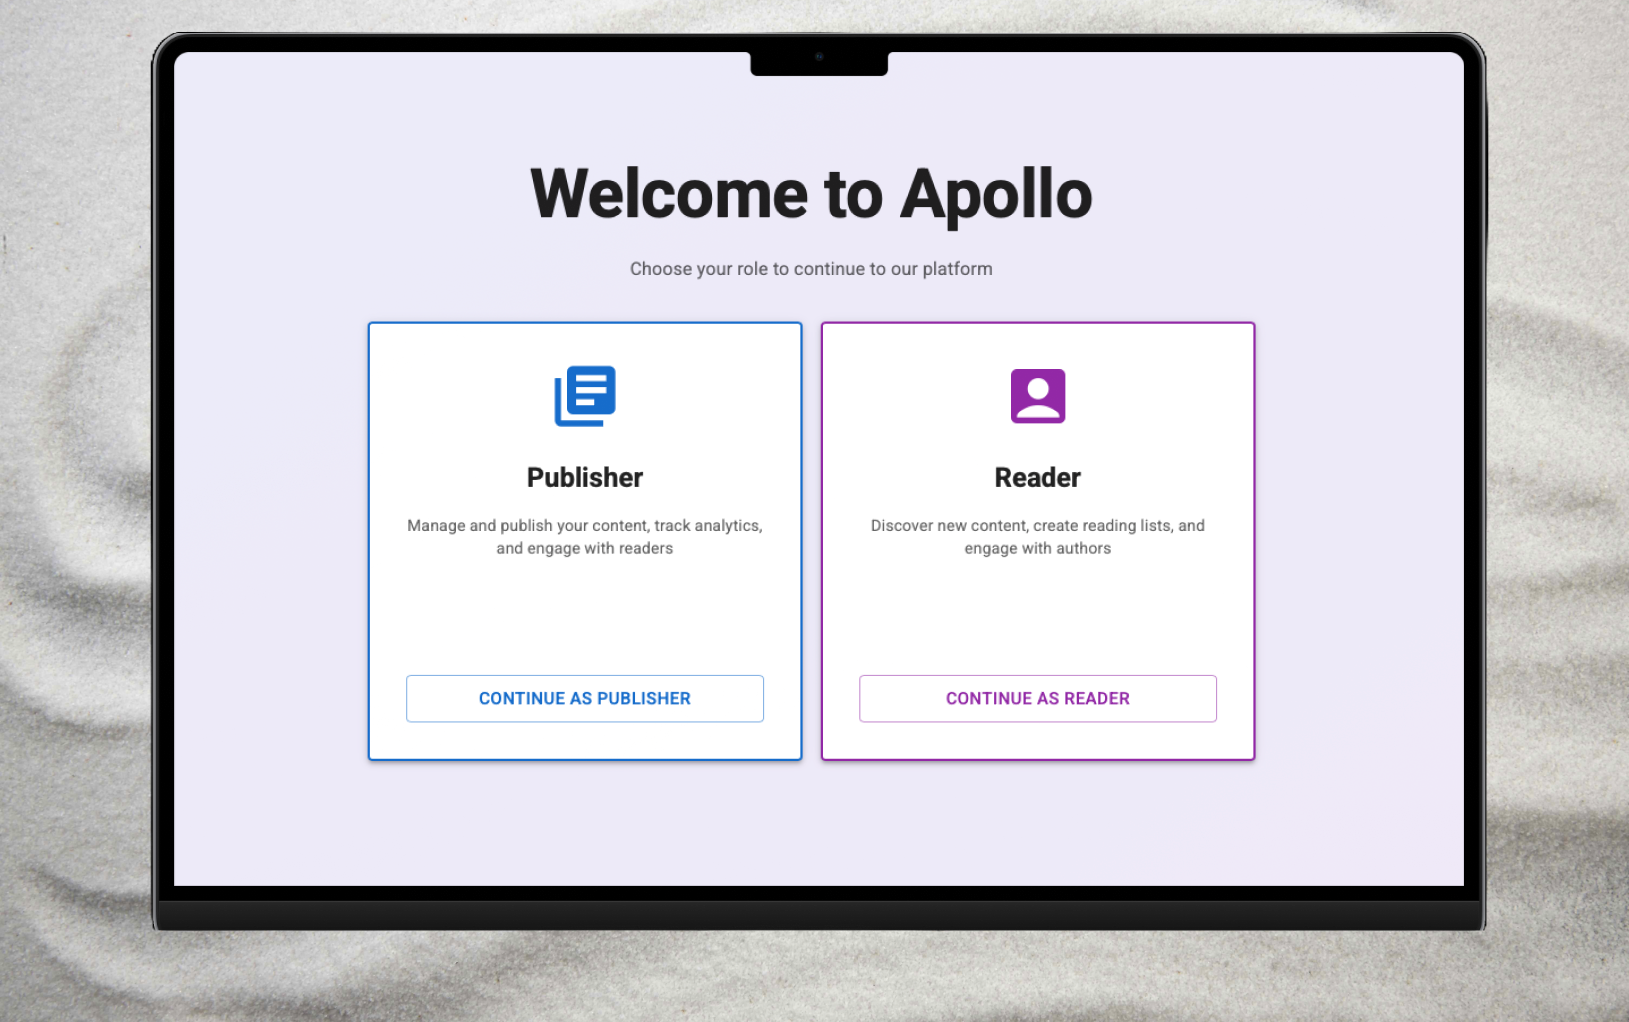 Welcome to Apollo
Choose your role to continue to our platform
Publisher
Manage and publish your content, track analytics,
and engage with readers
CONTINUE AS PUBLISHER
Reader
Discover new content, create reading lists, and
engage with authors
CONTINUE AS READER